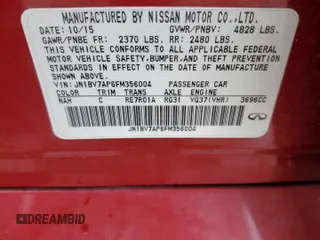 MANUFACTURED BY NISSAN MOTOR CO.,LTD.
DATE: 10/15 GVWR/PNBV: 4828 LBS.
GAWR/PNBE FR: 2370 LBS. RR: 2480 LBS.
THIS VEHICLE CONFORMS TO ALL APPLICABLE FEDERAL
MOTOR VEHICLE SAFETY,BUMPER,AND THEFT PREVENTION
STANDARDS IN EFFECT ON THE DATE OF MANUFACTURE
SHOWN ABOVE.
VIN: JN1BV7AP6FM356004 PASSENGER CAR
COLOR TRIM TRANS AXLE ENGINE
NAH C RE7R01A RQ31 VQ37(VHR) 3696CC
JN1BV7AP6FM356004
DREAMBID